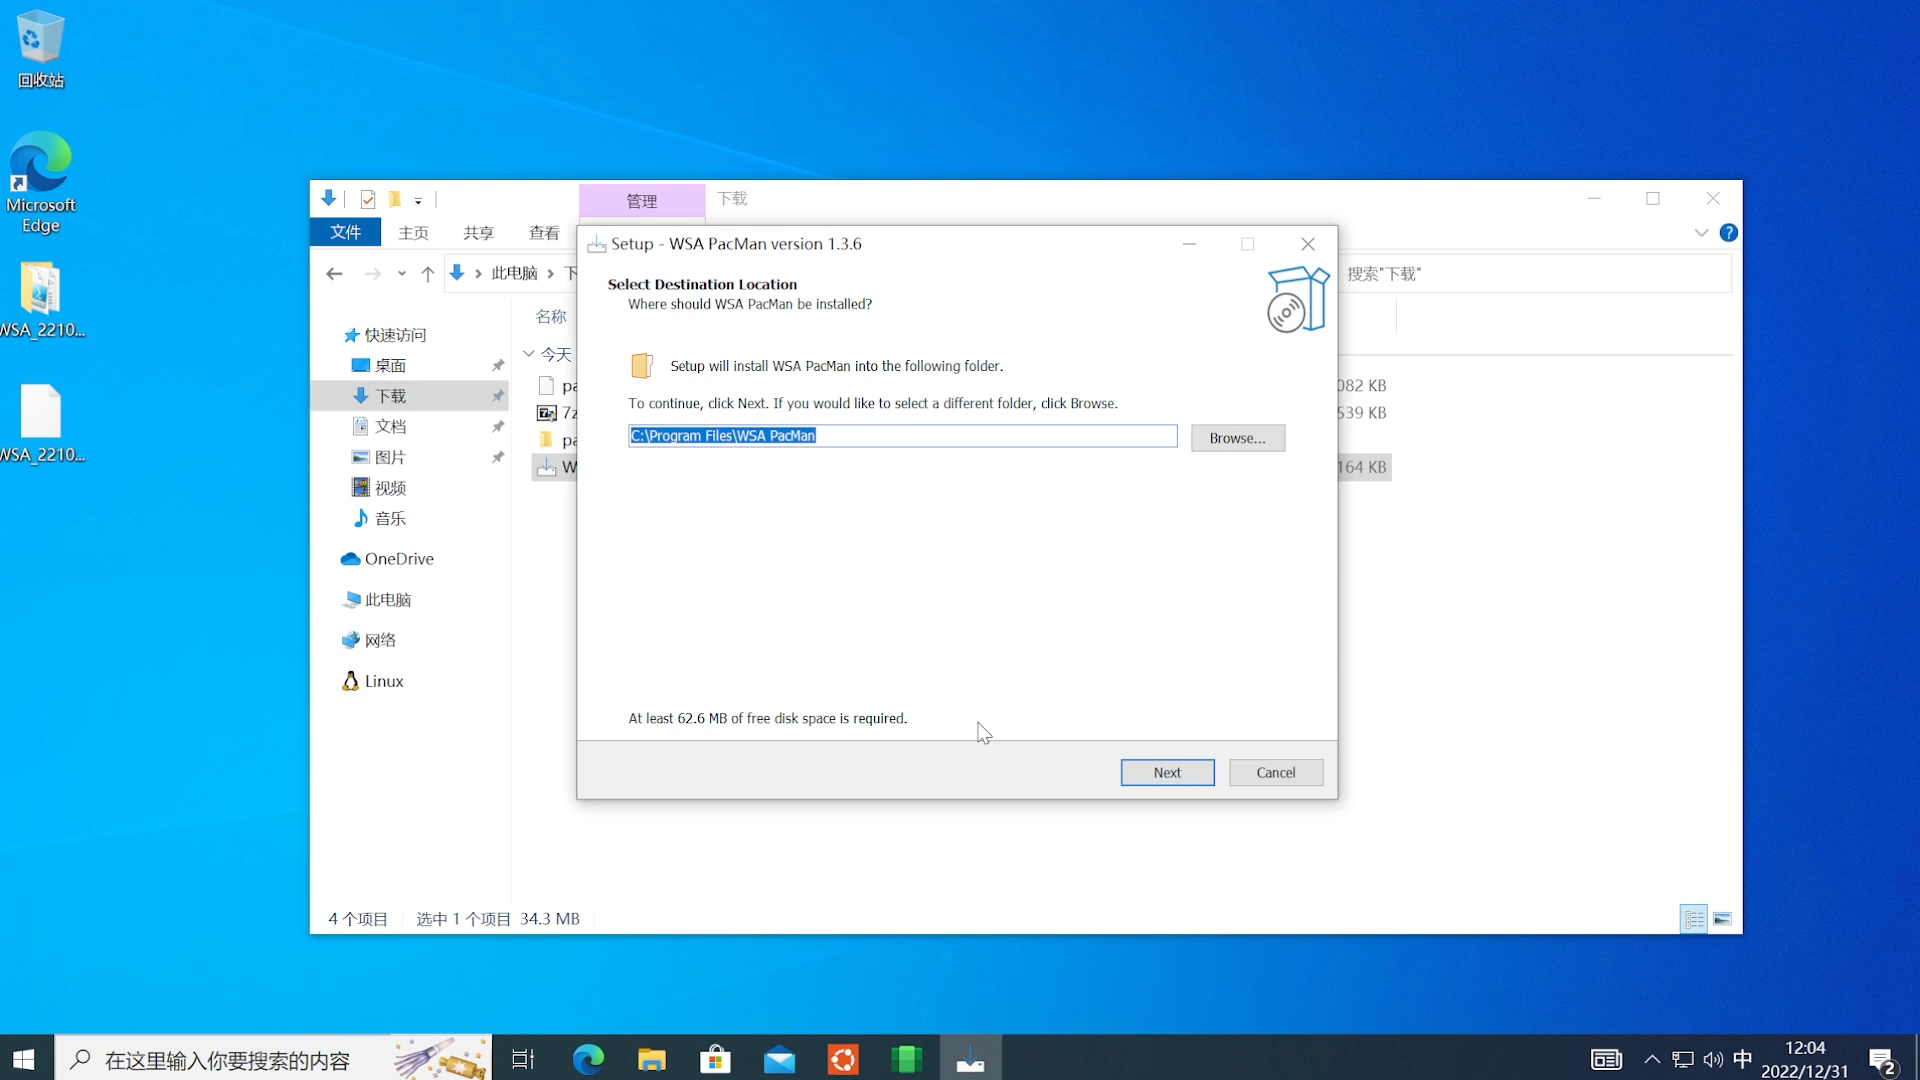 回收站
Microsoft
Edge
WSA_2210...
WSA_2210...
管理
下载
文件
主页
共享
查看
此电脑
搜索"下载"
快速访问
桌面
下载
文档
图片
视频
音乐
OneDrive
此电脑
网络
Linux
名称
今天
082 KB
539 KB
164 KB
Setup - WSA PacMan version 1.3.6
Select Destination Location
Where should WSA PacMan be installed?
Setup will install WSA PacMan into the following folder.
To continue, click Next. If you would like to select a different folder, click Browse.
C:\Program Files\WSA PacMan
Browse...
At least 62.6 MB of free disk space is required.
Next
Cancel
4 个项目
选中 1 个项目 34.3 MB
在这里输入你要搜索的内容
中
12:04
2022/12/31
2